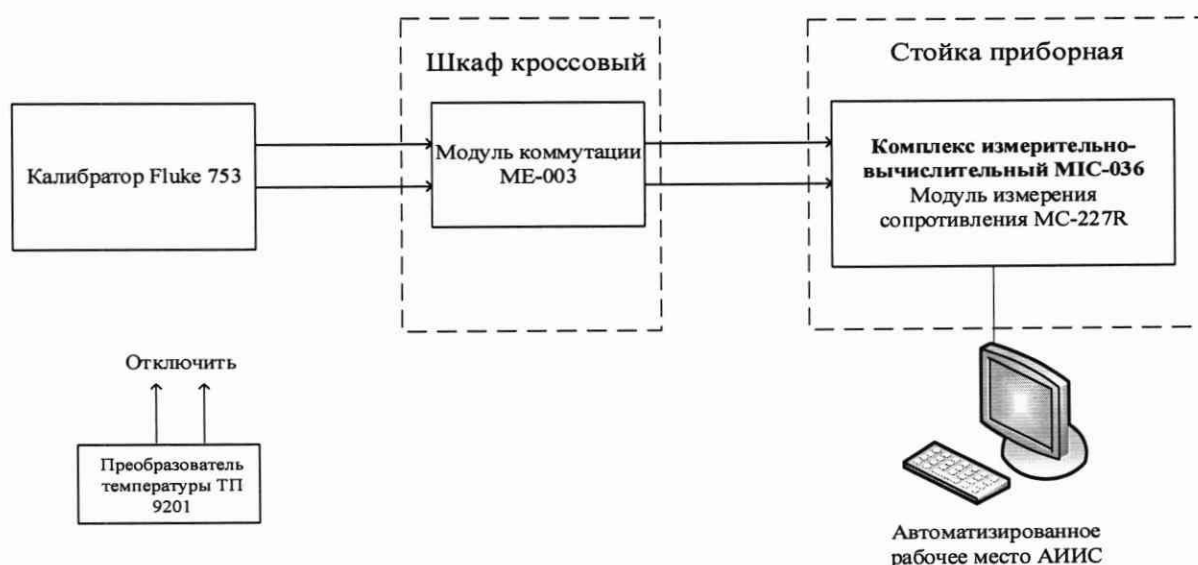 Шкаф кроссовый
Стойка приборная
Калибратор Fluke 753
Модуль коммутации
МЕ-003
Комплекс измерительно-
вычислительный MIC-036
Модуль измерения
сопротивления МС-227R
Отключить
Преобразователь
температуры ТП
9201
Автоматизированное
рабочее место АИИС